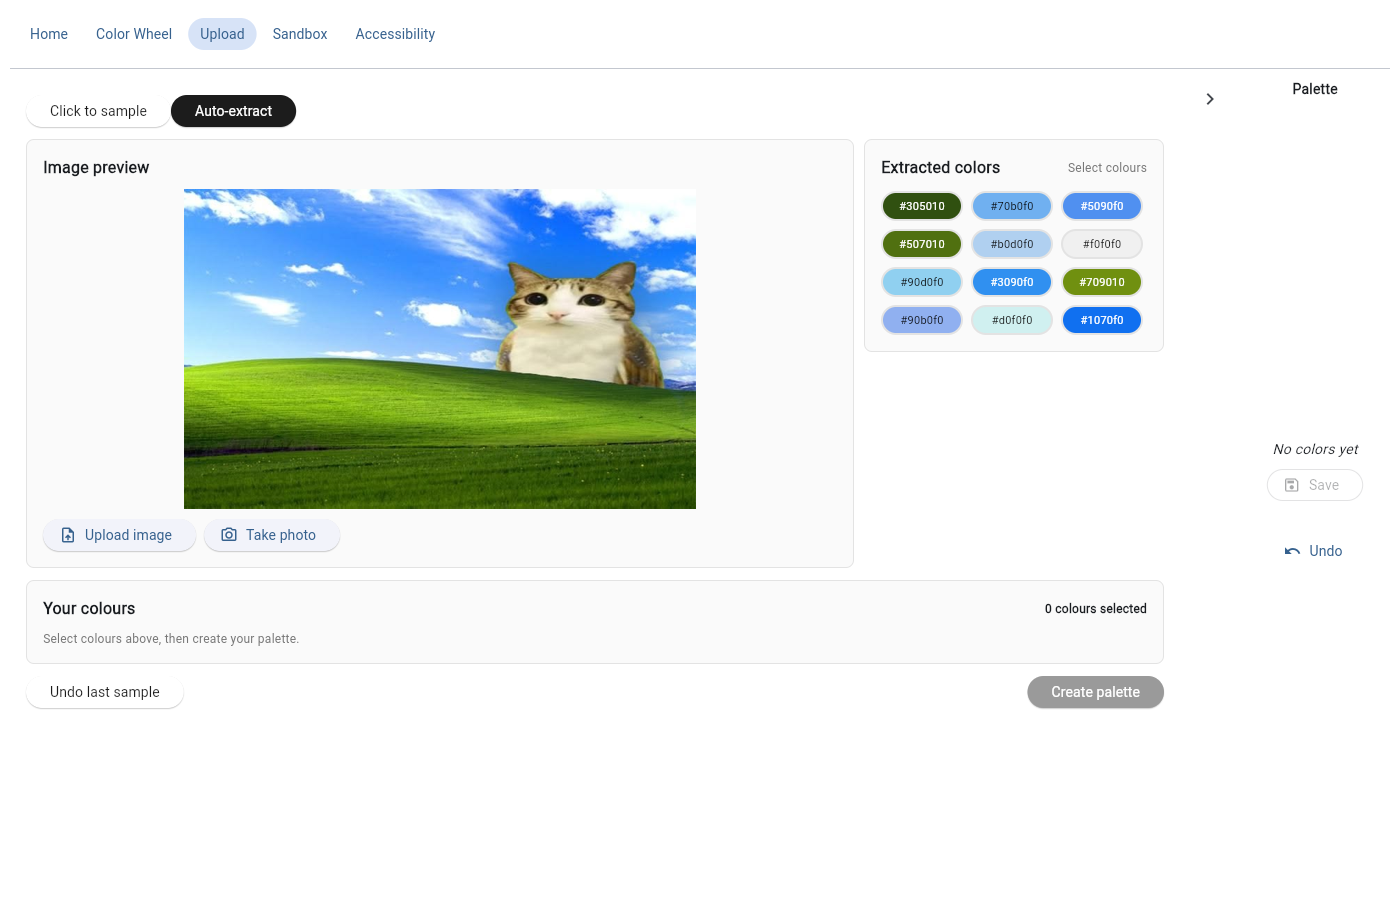 Home Color Wheel Upload Sandbox Accessibility
Palette
Click to sample Auto-extract
Image preview
Extracted colors Select colours
#305010 #70b0f0 #5090f0
#507010 #b0d0f0 #f0f0f0
#90d0f0 #3090f0 #709010
#90b0f0 #d0f0f0 #1070f0
No colors yet
Save
Upload image Take photo
Undo
Your colours 0 colours selected
Select colours above, then create your palette.
Undo last sample Create palette